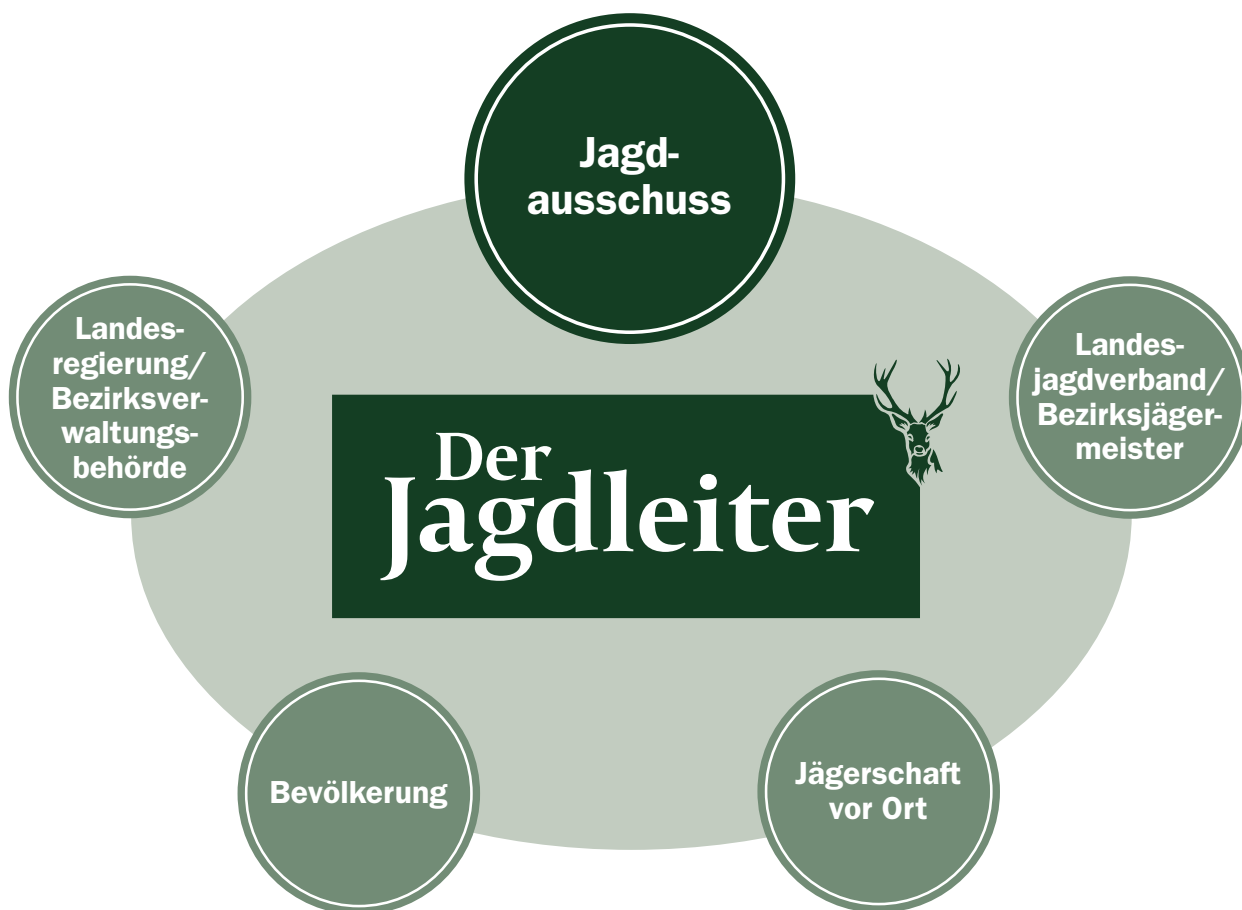 Jagd-
ausschuss
Landes-
regierung/
Bezirksver-
waltungs-
behörde
Landes-
jagdverband/
Bezirksjäger-
meister
Der
Jagdleiter
Bevölkerung
Jägerschaft
vor Ort